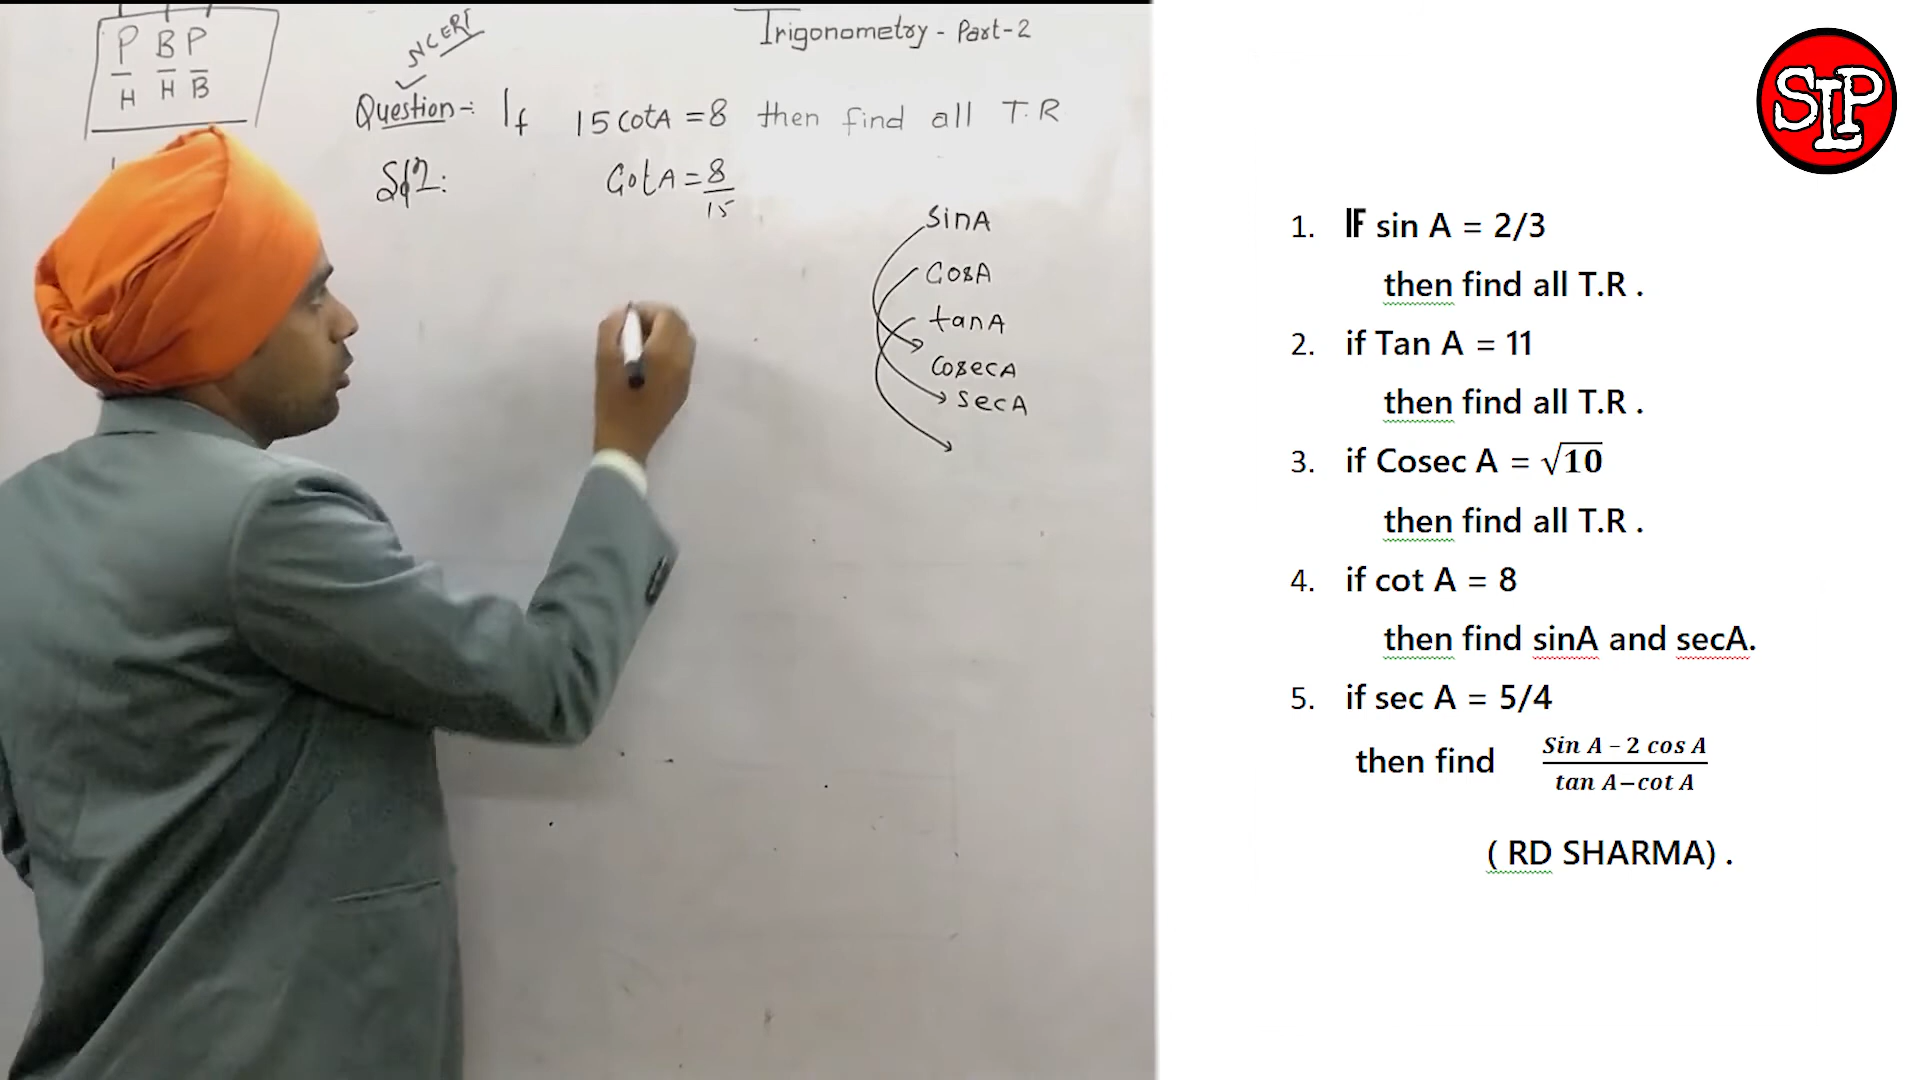 P B P
H H B
NCERT
Trigonometry - Part-2
Question:- If 15 cotA = 8 then find all T.R
Sol:
CotA = 8
15
SinA
CosA
tanA
CosecA
SecA
SLP
1. IF sin A = 2/3
then find all T.R .
2. if Tan A = 11
then find all T.R .
3. if Cosec A = √10
then find all T.R .
4. if cot A = 8
then find sinA and secA.
5. if sec A = 5/4
then find Sin A – 2 cos A
tan A−cot A
( RD SHARMA) .